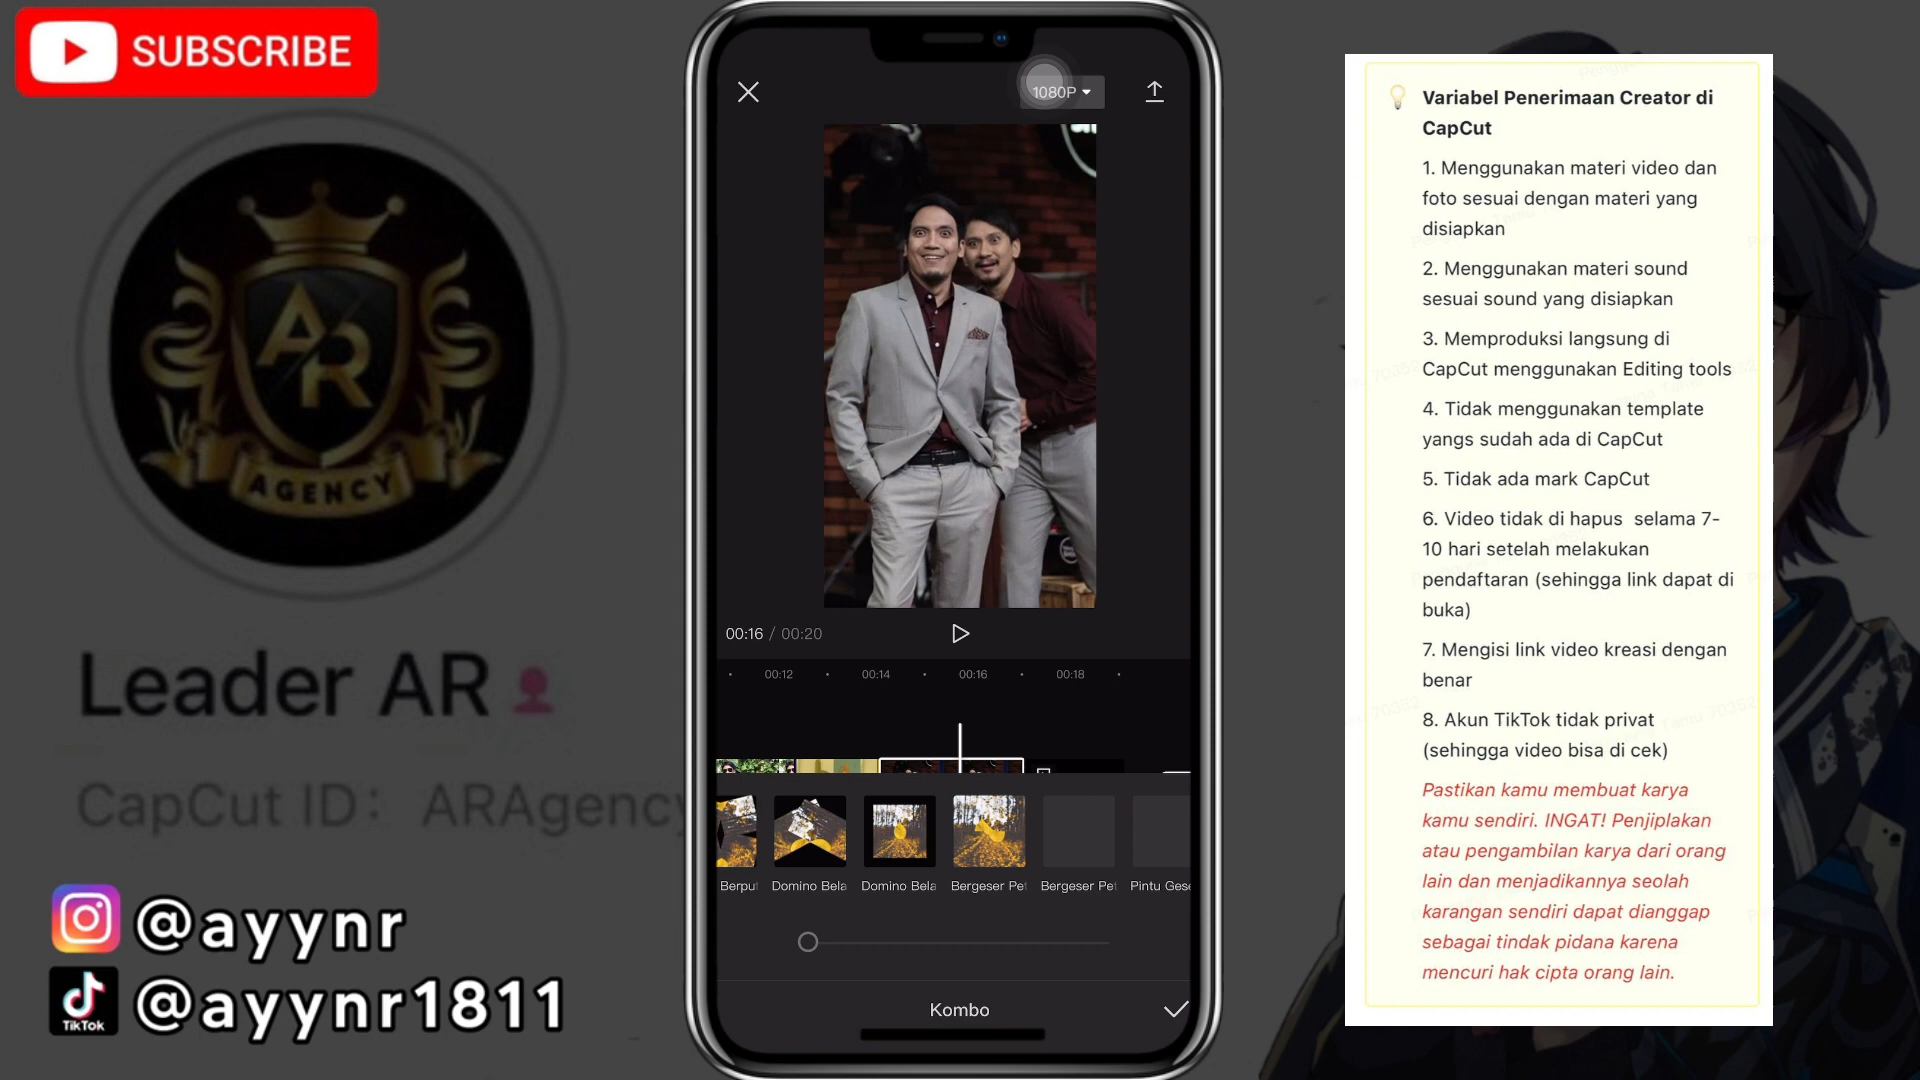 SUBSCRIBE
AR
AGENCY
Leader AR
CapCut ID： ARAgency
@ayynr
TikTok
@ayynr1811
1080P
00:16 / 00:20
00:12
00:14
00:16
00:18
Berput
Domino Bela
Domino Bela
Bergeser Pet
Bergeser Pet
Pintu Gese
Kombo
Variabel Penerimaan Creator di
CapCut
1. Menggunakan materi video dan
foto sesuai dengan materi yang
disiapkan
2. Menggunakan materi sound
sesuai sound yang disiapkan
3. Memproduksi langsung di
CapCut menggunakan Editing tools
4. Tidak menggunakan template
yangs sudah ada di CapCut
5. Tidak ada mark CapCut
6. Video tidak di hapus selama 7-
10 hari setelah melakukan
pendaftaran (sehingga link dapat di
buka)
7. Mengisi link video kreasi dengan
benar
8. Akun TikTok tidak privat
(sehingga video bisa di cek)
Pastikan kamu membuat karya
kamu sendiri. INGAT! Penjiplakan
atau pengambilan karya dari orang
lain dan menjadikannya seolah
karangan sendiri dapat dianggap
sebagai tindak pidana karena
mencuri hak cipta orang lain.